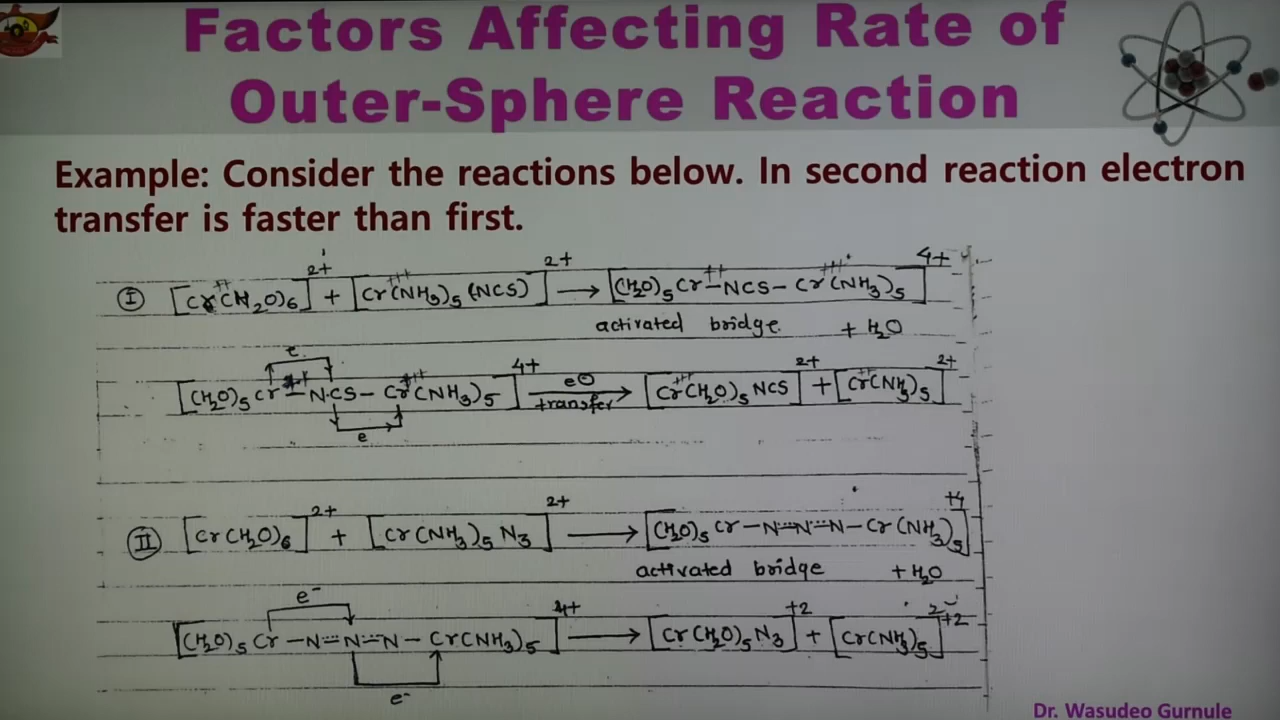 Factors Affecting Rate of
Outer-Sphere Reaction
Example: Consider the reactions below. In second reaction electron
transfer is faster than first.
I [Cr++(H2O)6]2+ + [Cr+++(NH3)5(NCS)]2+ → [(H2O)5Cr++-NCS-Cr+++(NH3)5]4+
activated bridge + H2O
e
[(H2O)5Cr++-NCS-Cr+++(NH3)5]4+ e⊖ transfer → [Cr+++(H2O)5NCS]2+ + [Cr++(NH3)5]2+
e
II [Cr(H2O)6]2+ + [Cr(NH3)5N3]2+ → [(H2O)5Cr-N=N=N-Cr(NH3)5]+4
activated bridge + H2O
e-
[(H2O)5Cr-N=N=N-Cr(NH3)5]4+ → [Cr(H2O)5N3]+2 + [Cr(NH3)5]+2
e-
Dr. Wasudeo Gurnule